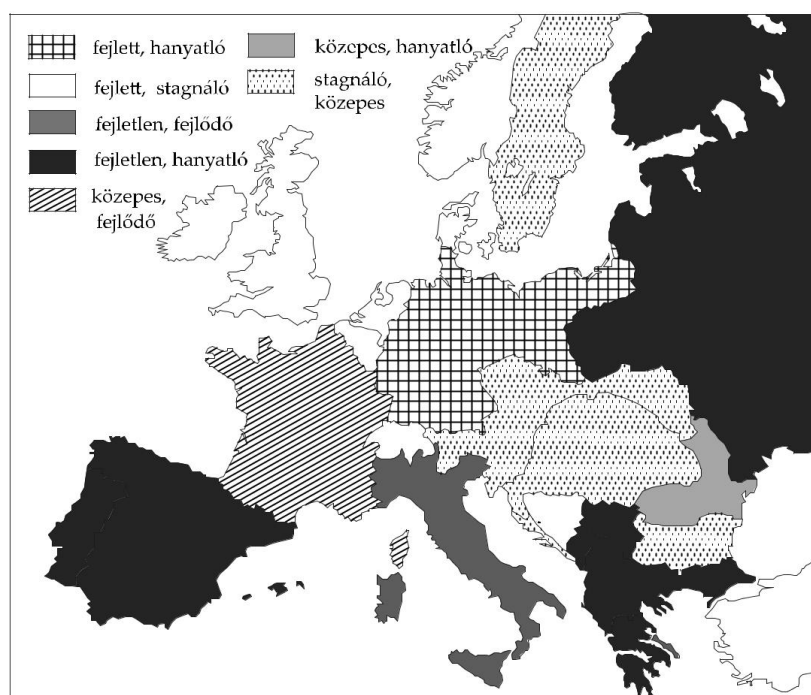 fejlett, hanyatló
fejlett, stagnáló
fejletlen, fejlődő
fejletlen, hanyatló
közepes,
fejlődő
közepes, hanyatló
stagnáló,
közepes